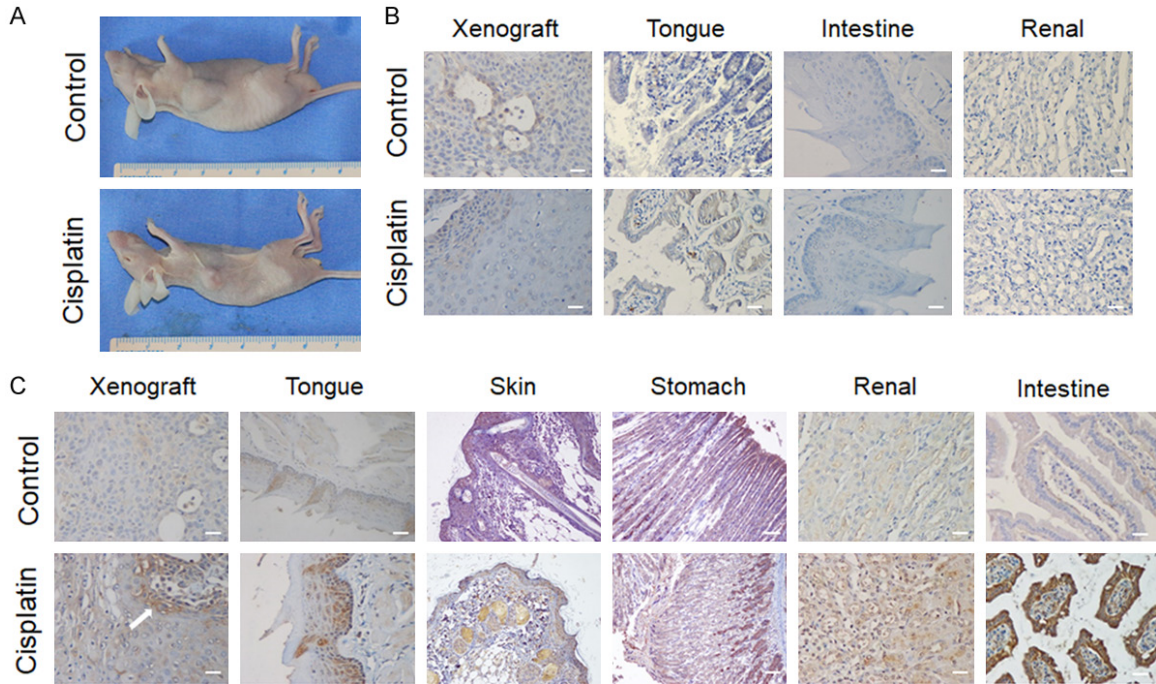 A
Control
Cisplatin
B
Xenograft Tongue Intestine Renal
Control
Cisplatin
C
Xenograft Tongue Skin Stomach Renal Intestine
Control
Cisplatin